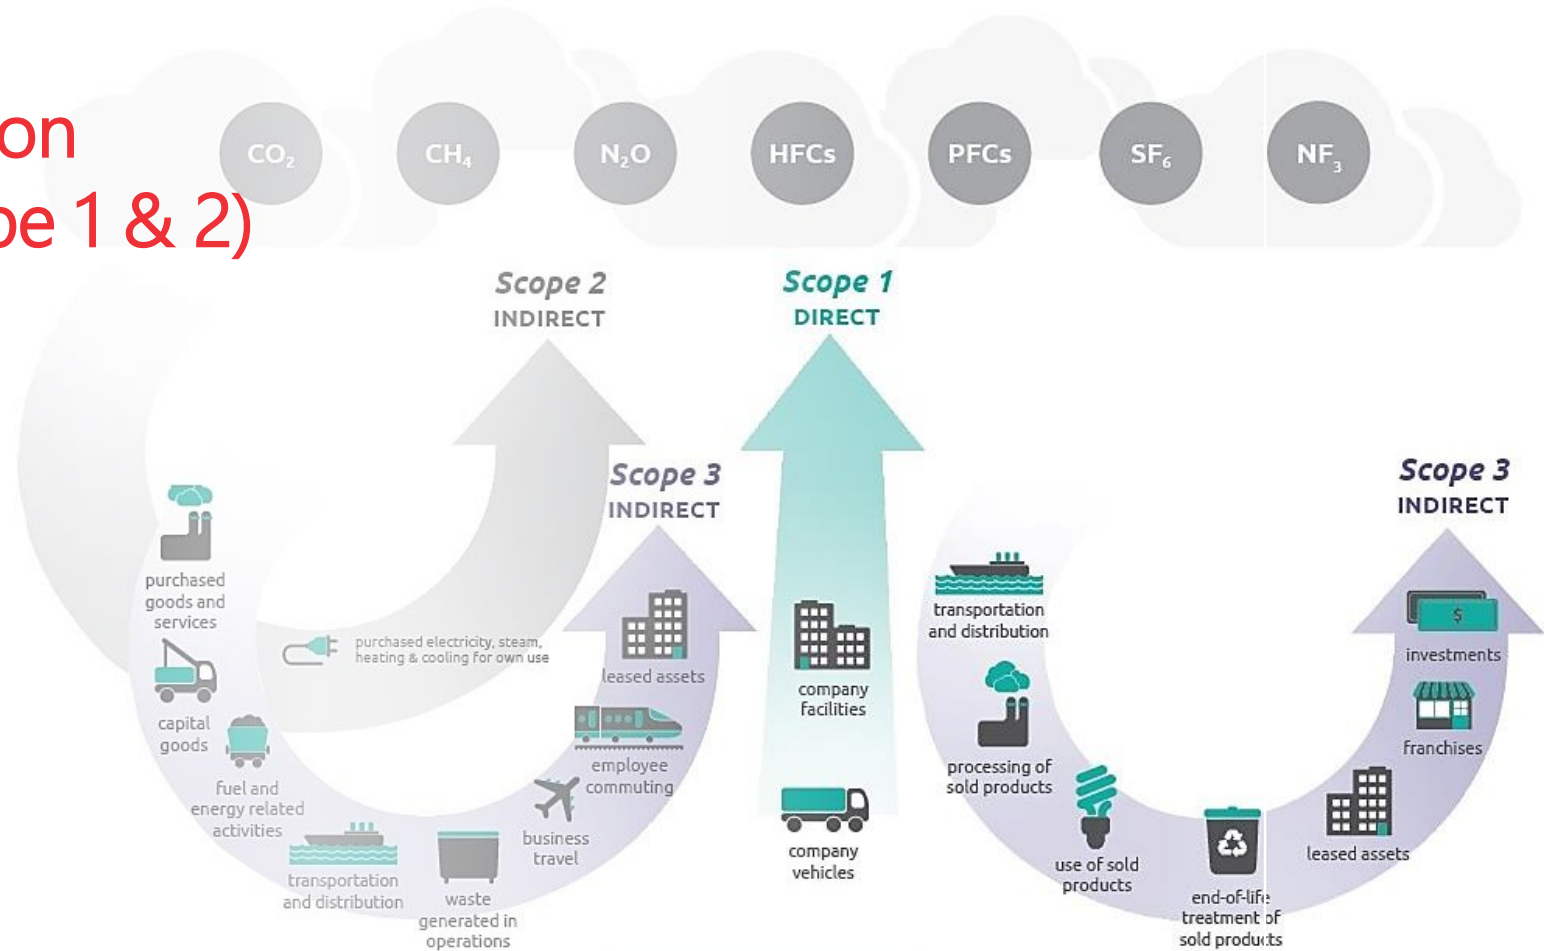 on
pe 1 & 2)
CO₂
CH₄
N₂O
HFCs
PFCs
SF₆
NF₃
Scope 2
INDIRECT
Scope 1
DIRECT
Scope 3
INDIRECT
Scope 3
INDIRECT
purchased
goods and
services
capital
goods
fuel and
energy related
activities
transportation
and distribution
waste
generated in
operations
business
travel
employee
commuting
leased assets
purchased electricity, steam,
heating & cooling for own use
company
facilities
company
vehicles
transportation
and distribution
processing of
sold products
use of sold
products
end-of-life
treatment of
sold products
leased assets
franchises
$
investments